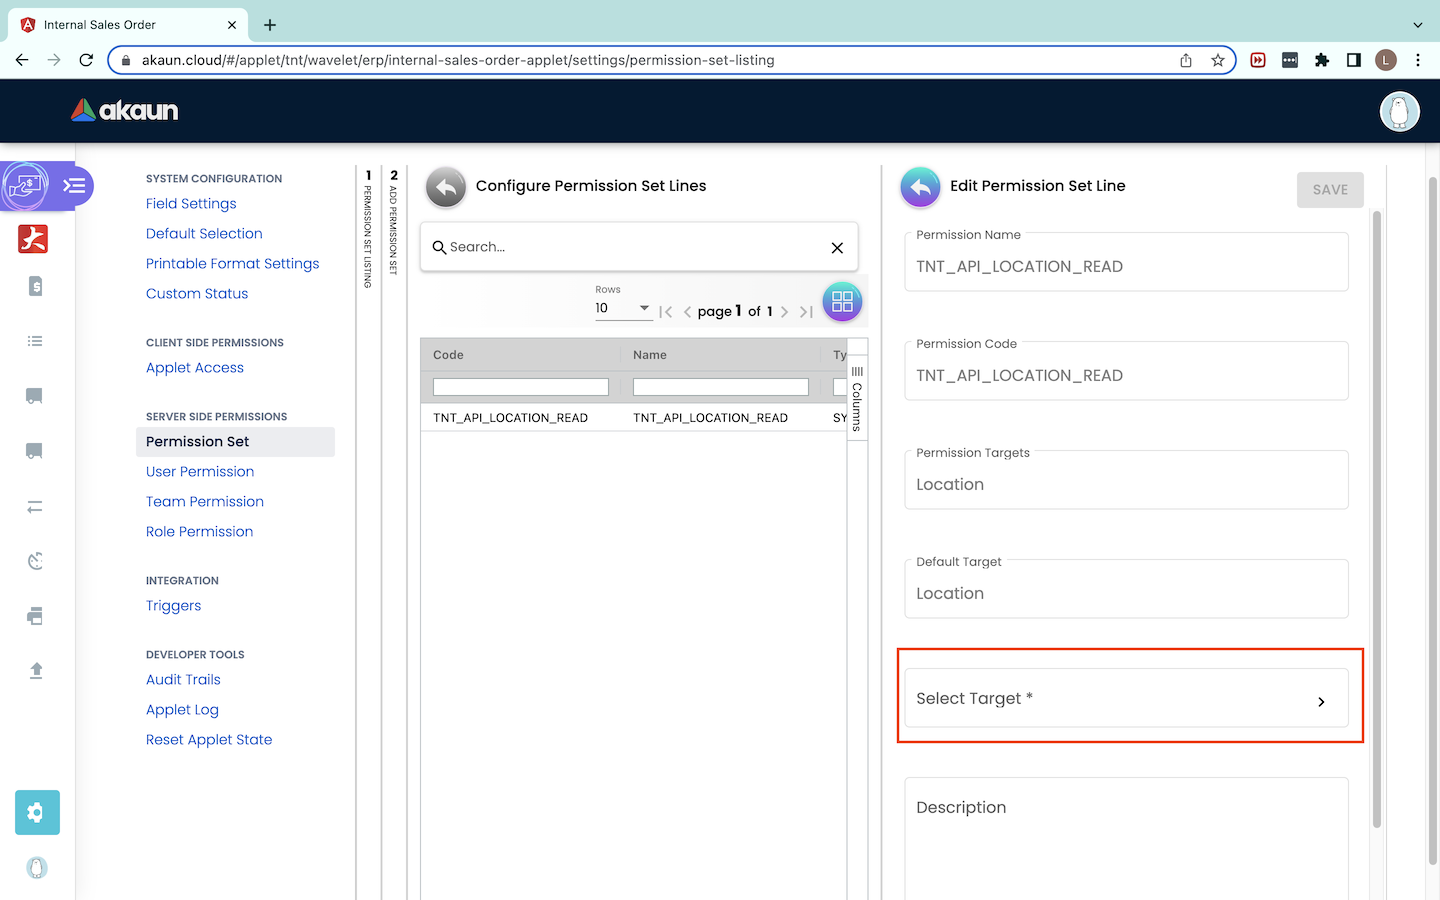 Internal Sales Order
akaun.cloud/#/applet/tnt/wavelet/erp/internal-sales-order-applet/settings/permission-set-listing
L
akaun
SYSTEM CONFIGURATION
Field Settings
Default Selection
Printable Format Settings
Custom Status
CLIENT SIDE PERMISSIONS
Applet Access
SERVER SIDE PERMISSIONS
Permission Set
User Permission
Team Permission
Role Permission
INTEGRATION
Triggers
DEVELOPER TOOLS
Audit Trails
Applet Log
Reset Applet State
1 PERMISSION SET LISTING
2 ADD PERMISSION SET
Configure Permission Set Lines
Search...
Rows
10
page 1 of 1
Code Name Ty
TNT_API_LOCATION_READ TNT_API_LOCATION_READ SY
Columns
Edit Permission Set Line
SAVE
Permission Name
TNT_API_LOCATION_READ
Permission Code
TNT_API_LOCATION_READ
Permission Targets
Location
Default Target
Location
Select Target *
Description